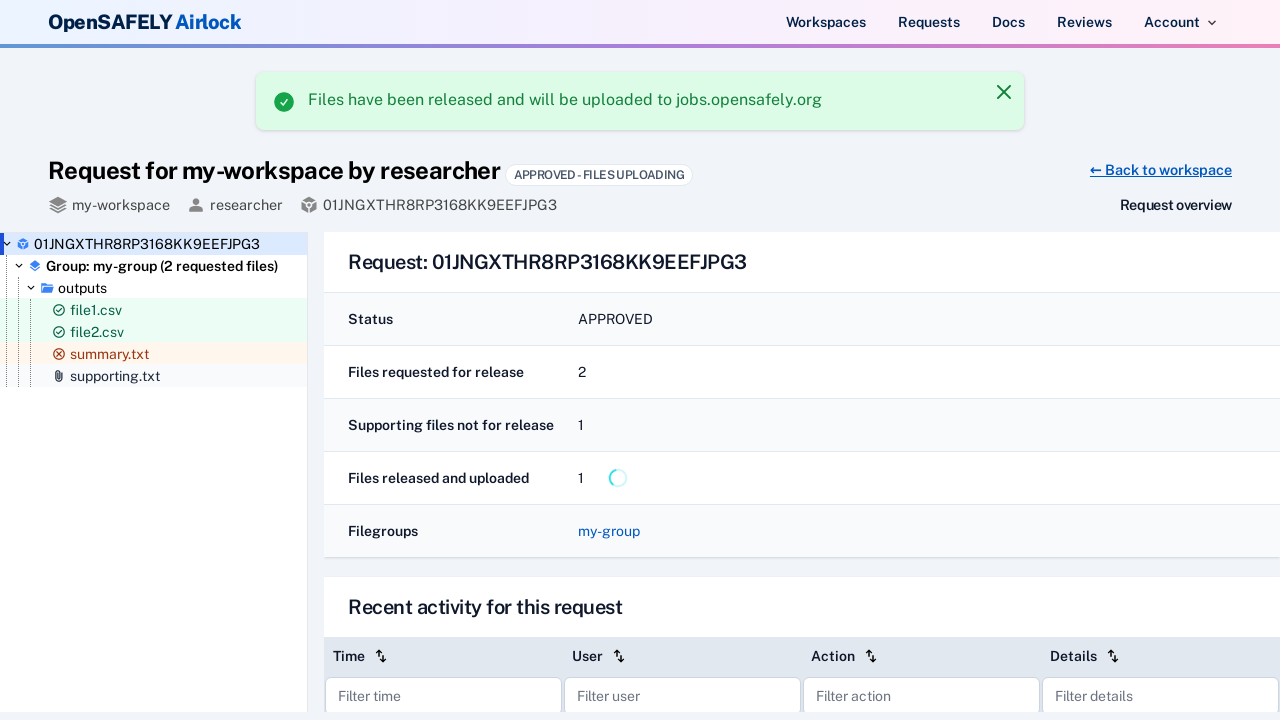 OpenSAFELY Airlock
Workspaces Requests Docs Reviews Account
Files have been released and will be uploaded to jobs.opensafely.org
Request for my-workspace by researcher APPROVED - FILES UPLOADING
← Back to workspace
my-workspace researcher 01JNGXTHR8RP3168KK9EEFJPG3
Request overview
01JNGXTHR8RP3168KK9EEFJPG3
Group: my-group (2 requested files)
outputs
file1.csv
file2.csv
summary.txt
supporting.txt
Request: 01JNGXTHR8RP3168KK9EEFJPG3
Status APPROVED
Files requested for release 2
Supporting files not for release 1
Files released and uploaded 1
Filegroups my-group
Recent activity for this request
Time User Action Details
Filter time Filter user Filter action Filter details